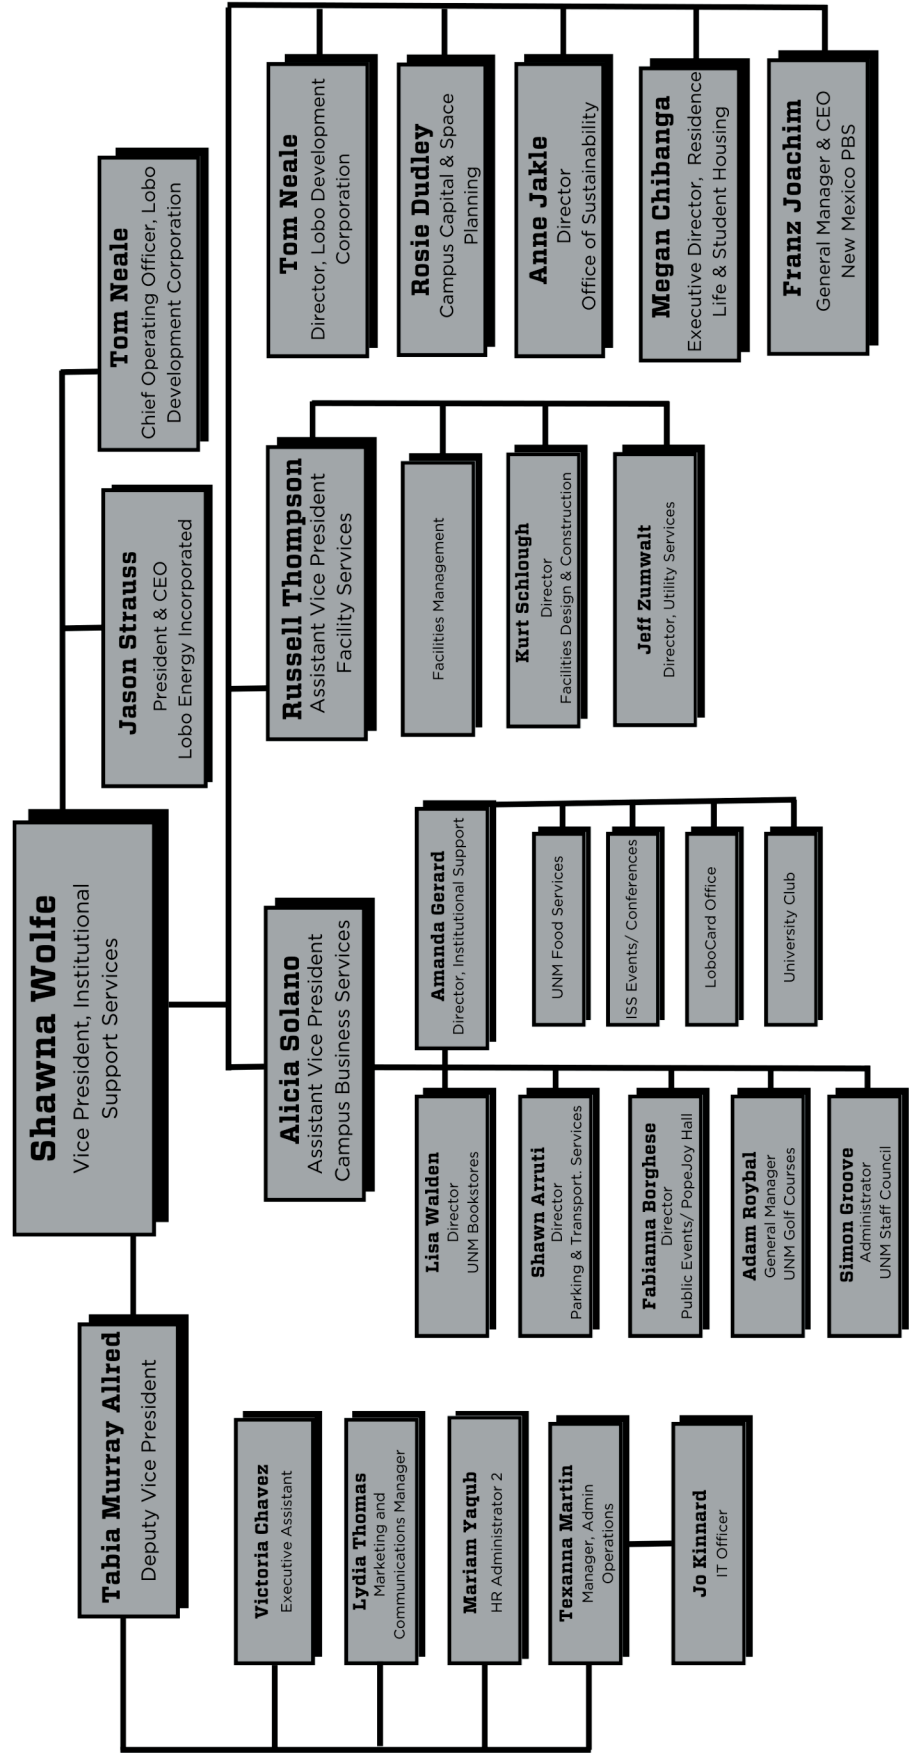 Shawna Wolfe
Vice President, Institutional
Support Services
Tabia Murray Allred
Deputy Vice President
Jason Strauss
President & CEO
Lobo Energy Incorporated
Tom Neale
Chief Operating Officer, Lobo
Development Corporation
Victoria Chavez
Executive Assistant
Lydia Thomas
Marketing and
Communications Manager
Mariam Yaqub
HR Administrator 2
Texanna Martin
Manager, Admin
Operations
Jo Kinnard
IT Officer
Alicia Solano
Assistant Vice President
Campus Business Services
Lisa Walden
Director
UNM Bookstores
Shawn Arruti
Director
Parking & Transport. Services
Fabianna Borghese
Director
Public Events/ PopeJoy Hall
Adam Roybal
General Manager
UNM Golf Courses
Simon Groove
Administrator
UNM Staff Council
Amanda Gerard
Director, Institutional Support
UNM Food Services
ISS Events/ Conferences
LoboCard Office
University Club
Russell Thompson
Assistant Vice President
Facility Services
Facilities Management
Kurt Schlough
Director
Facilities Design & Construction
Jeff Zumwalt
Director, Utility Services
Tom Neale
Director, Lobo Development
Corporation
Rosie Dudley
Campus Capital & Space
Planning
Anne Jakle
Director
Office of Sustainability
Megan Chibanga
Executive Director, Residence
Life & Student Housing
Franz Joachim
General Manager & CEO
New Mexico PBS